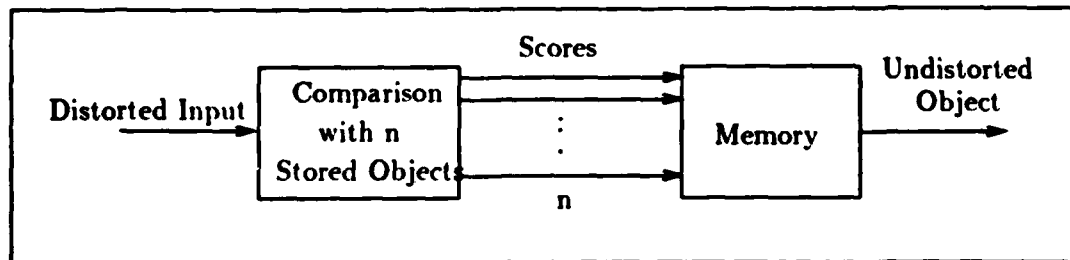 Scores
Distorted Input
Comparison
with n
Stored Objects
n
Memory
Undistorted
Object